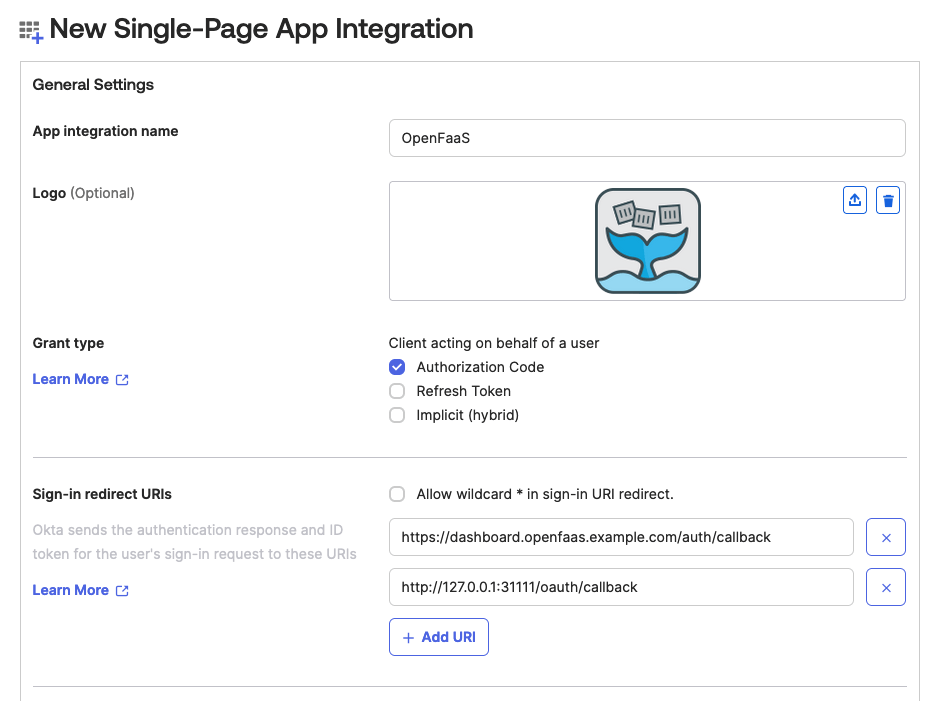 New Single-Page App Integration
General Settings
App integration name
OpenFaaS
Logo (Optional)
Grant type
Learn More
Client acting on behalf of a user
Authorization Code
Refresh Token
Implicit (hybrid)
Sign-in redirect URIs
Okta sends the authentication response and ID
token for the user's sign-in request to these URIs
Learn More
Allow wildcard * in sign-in URI redirect.
https://dashboard.openfaas.example.com/auth/callback
http://127.0.0.1:31111/oauth/callback
+ Add URI